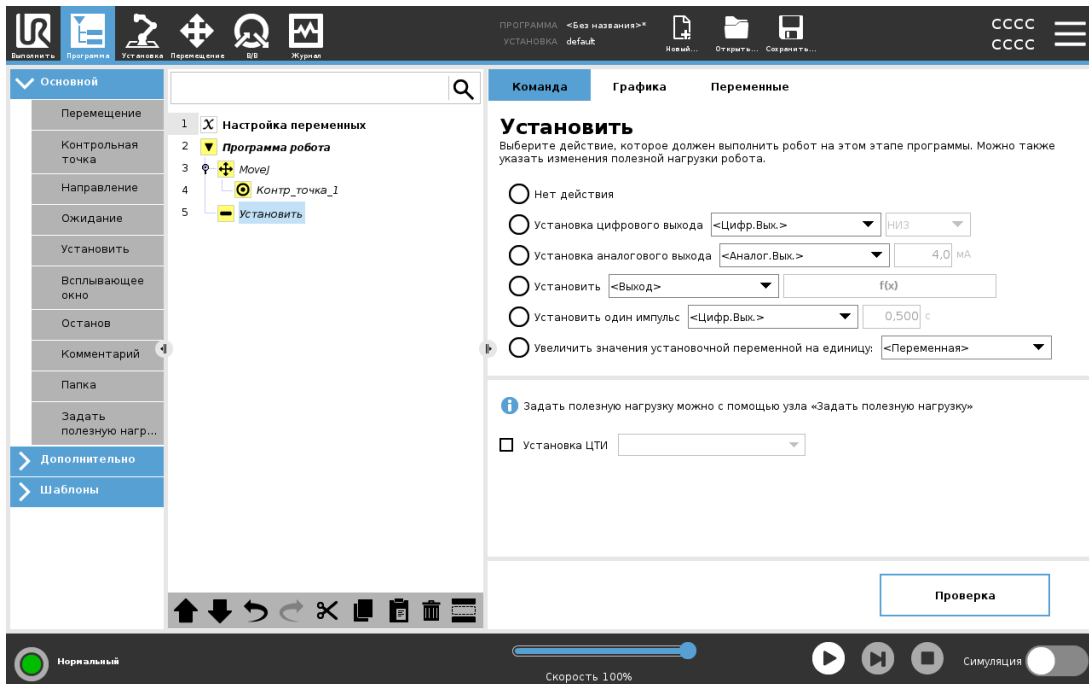 ПРОГРАММА <Без названия>*
УСТАНОВКА default
CCCC
CCCC
Выполнить Программа Установка Перемещение В/В Журнал
Новый... Открыть... Сохранить...
Основной
Перемещение
Контрольная
точка
Направление
Ожидание
Установить
Всплывающее
окно
Останов
Комментарий
Папка
Задать
полезную нагр...
Дополнительно
Шаблоны
1 X Настройка переменных
2 Программа робота
3 MoveJ
4 Контр_точка_1
5 Установить
Команда Графика Переменные
Установить
Выберите действие, которое должен выполнить робот на этом этапе программы. Можно также
указать изменения полезной нагрузки робота.
Нет действия
Установка цифрового выхода <Цифр.Вых.> НИЗ
Установка аналогового выхода <Аналог.Вых.> 4,0 мА
Установить <Выход> f(x)
Установить один импульс <Цифр.Вых.> 0,500 с
Увеличить значения установочной переменной на единицу: <Переменная>
Задать полезную нагрузку можно с помощью узла «Задать полезную нагрузку»
Установка ЦТИ
Проверка
Нормальный
Скорость 100%
Симуляция